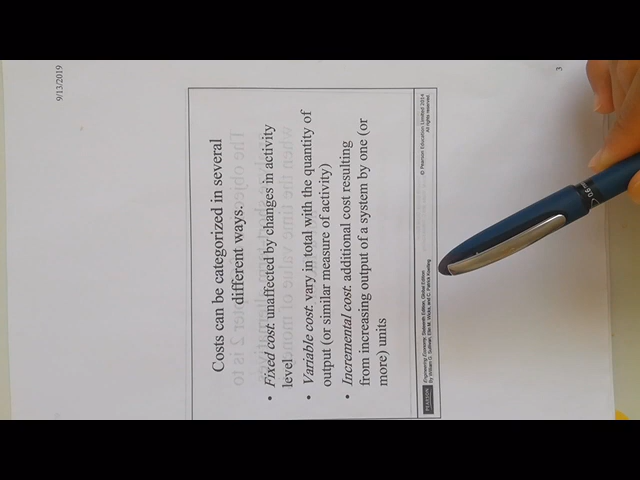 9/13/2019
Costs can be categorized in several
different ways.
• Fixed cost: unaffected by changes in activity
level.
• Variable cost: vary in total with the quantity of
output (or similar measure of activity)
• Incremental cost: additional cost resulting
from increasing output of a system by one (or
more) units
PEARSON
Engineering Economy, Sixteenth Edition, Global Edition
By William G. Sullivan, Elin M. Wicks, and C. Patrick Koelling
© Pearson Education Limited 2014
All rights reserved.
3
0.6